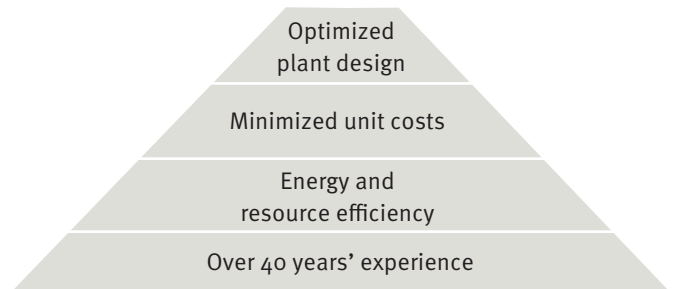 Optimized
plant design
Minimized unit costs
Energy and
resource efficiency
Over 40 years’ experience